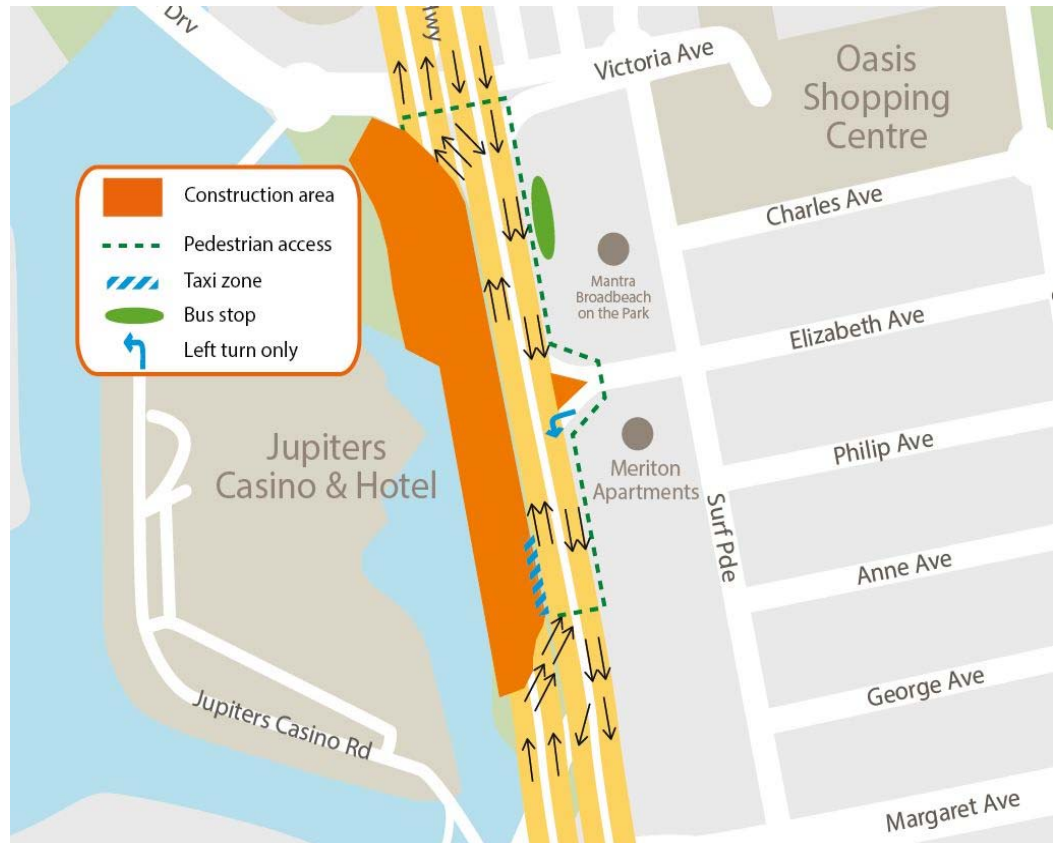 Drv
Hwy
Victoria Ave
Oasis
Shopping
Centre
Construction area
Pedestrian access
Taxi zone
Bus stop
Left turn only
Charles Ave
Mantra
Broadbeach
on the Park
Elizabeth Ave
Jupiters
Casino & Hotel
Meriton
Apartments
Philip Ave
Surf Pde
Anne Ave
George Ave
Jupiters Casino Rd
Margaret Ave